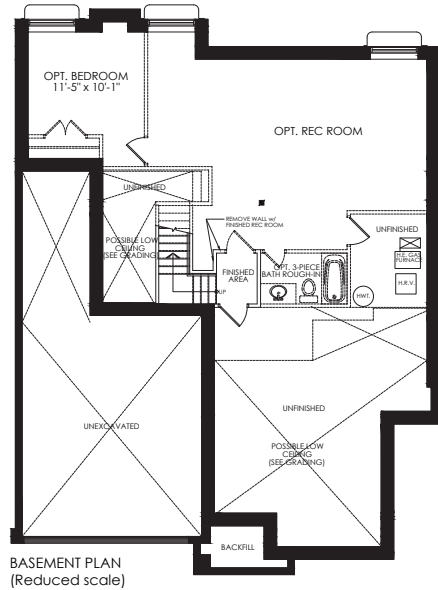 OPT. BEDROOM
11'-5" x 10'-1"
OPT. REC ROOM
UNFINISHED
REMOVE WALL w/
FINISHED REC ROOM
UNFINISHED
POSSIBLE LOW
CEILING
(SEE GRADING)
H.E. GAS
FURNACE
FINISHED
AREA
OPT. 3-PIECE
BATH ROUGH-IN
H.R.V.
HWT.
UP
UNFINISHED
UNEXCAVATED
POSSIBLE LOW
CEILING
(SEE GRADING)
BACKFILL
BASEMENT PLAN
(Reduced scale)